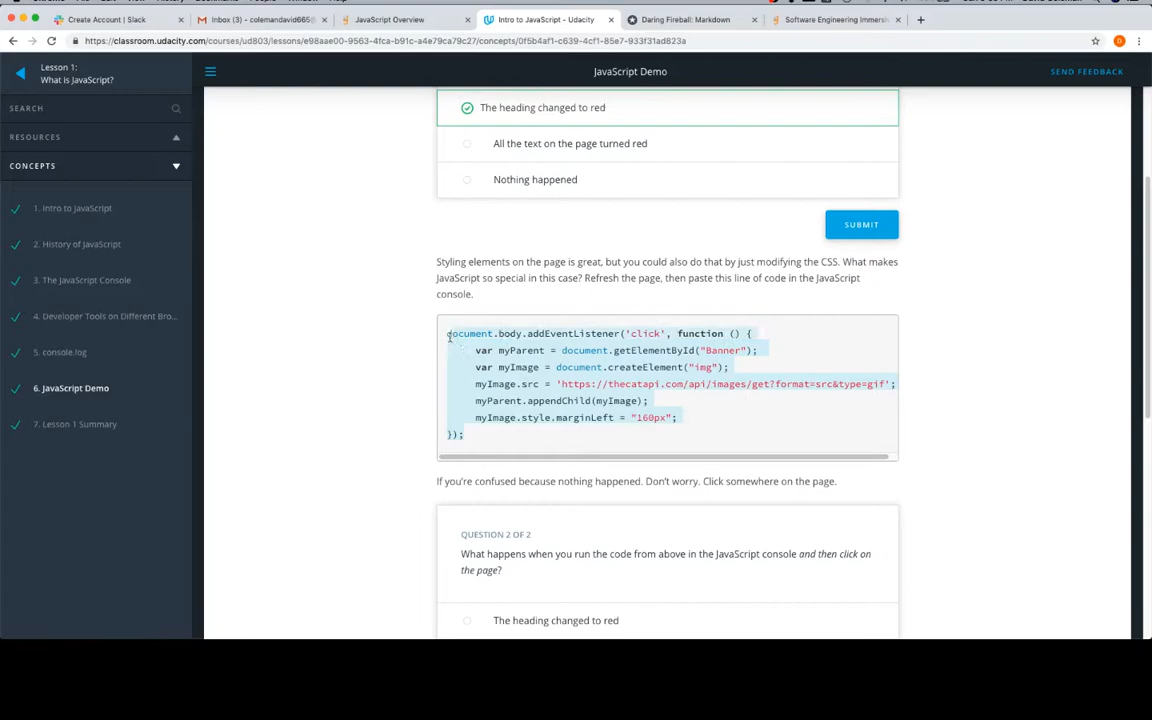 Create Account | Slack
Inbox (3) - colemandavid665@
JavaScript Overview
Intro to JavaScript - Udacity
Daring Fireball: Markdown
Software Engineering Immersiv
https://classroom.udacity.com/courses/ud803/lessons/e98aae00-9563-4fca-b91c-a4e79ca79c27/concepts/0f5b4af1-c639-4cf1-85e7-933f31ad823a
Lesson 1:
What is JavaScript?
SEARCH
RESOURCES
CONCEPTS
1. Intro to JavaScript
2. History of JavaScript
3. The JavaScript Console
4. Developer Tools on Different Bro...
5. console.log
6. JavaScript Demo
7. Lesson 1 Summary
JavaScript Demo
SEND FEEDBACK
The heading changed to red
All the text on the page turned red
Nothing happened
SUBMIT
Styling elements on the page is great, but you could also do that by just modifying the CSS. What makes
JavaScript so special in this case? Refresh the page, then paste this line of code in the JavaScript
console.
document.body.addEventListener('click', function () {
var myParent = document.getElementById("Banner");
var myImage = document.createElement("img");
myImage.src = 'https://thecatapi.com/api/images/get?format=src&type=gif';
myParent.appendChild(myImage);
myImage.style.marginLeft = "160px";
});
If you're confused because nothing happened. Don't worry. Click somewhere on the page.
QUESTION 2 OF 2
What happens when you run the code from above in the JavaScript console and then click on
the page?
The heading changed to red